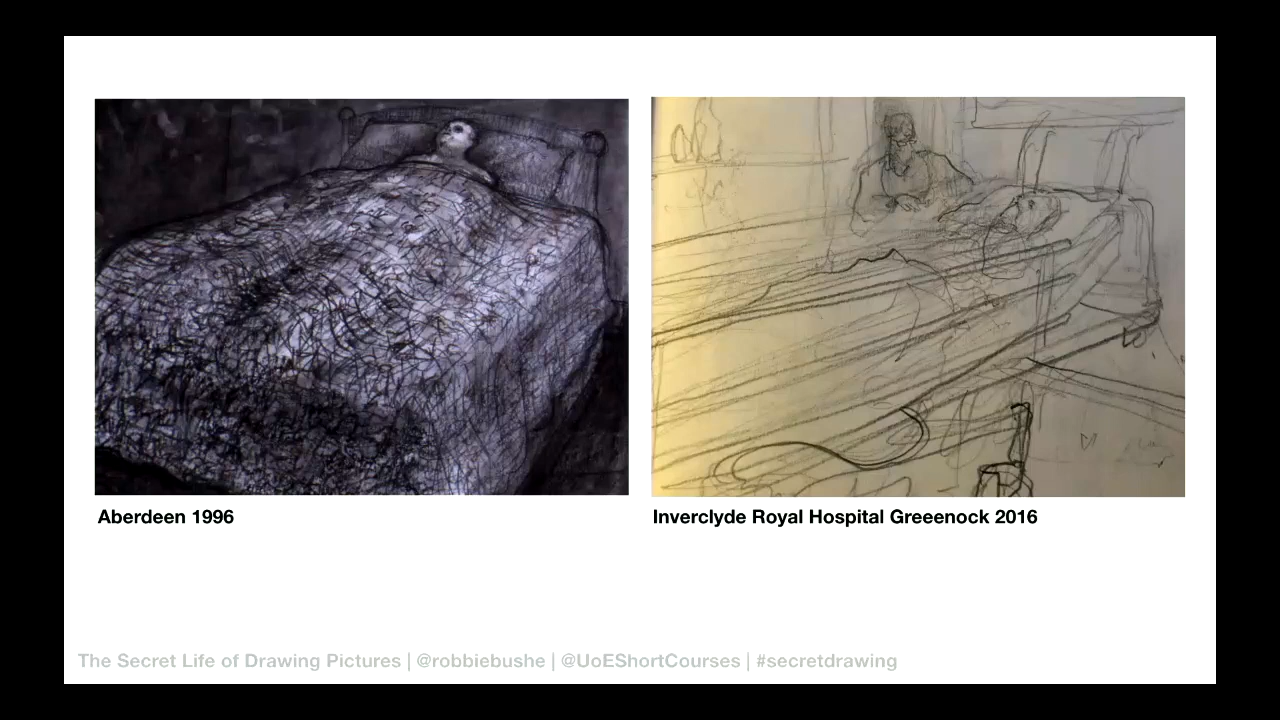 Aberdeen 1996
Inverclyde Royal Hospital Greeenock 2016
The Secret Life of Drawing Pictures | @robbiebushe | @UoEShortCourses | #secretdrawing